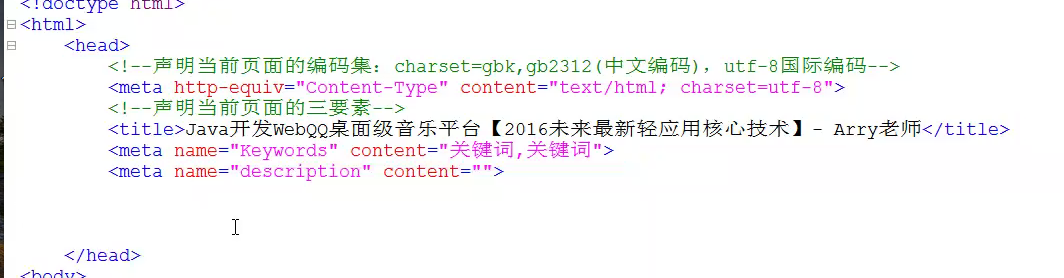 <!doctype html>
<html>
<head>
<!--声明当前页面的编码集：charset=gbk,gb2312(中文编码)，utf-8国际编码-->
<meta http-equiv="Content-Type" content="text/html; charset=utf-8">
<!--声明当前页面的三要素-->
<title>Java开发WebQQ桌面级音乐平台【2016未来最新轻应用核心技术】- Arry老师</title>
<meta name="Keywords" content="关键词,关键词">
<meta name="description" content="">
</head>
<body>